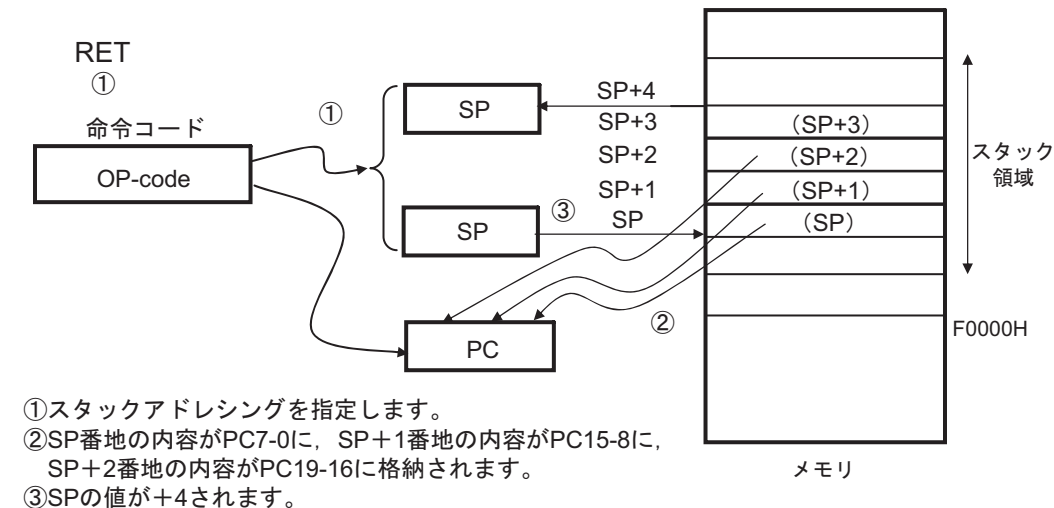 RET
①
命令コード
OP-code
①
SP
SP
③
PC
SP+4
SP+3
SP+2
SP+1
SP
②
(SP+3)
(SP+2)
(SP+1)
(SP)
スタック
領域
F0000H
メモリ
①スタックアドレシングを指定します。
②SP番地の内容がPC7-0に，SP＋1番地の内容がPC15-8に，
SP＋2番地の内容がPC19-16に格納されます。
③SPの値が＋4されます。